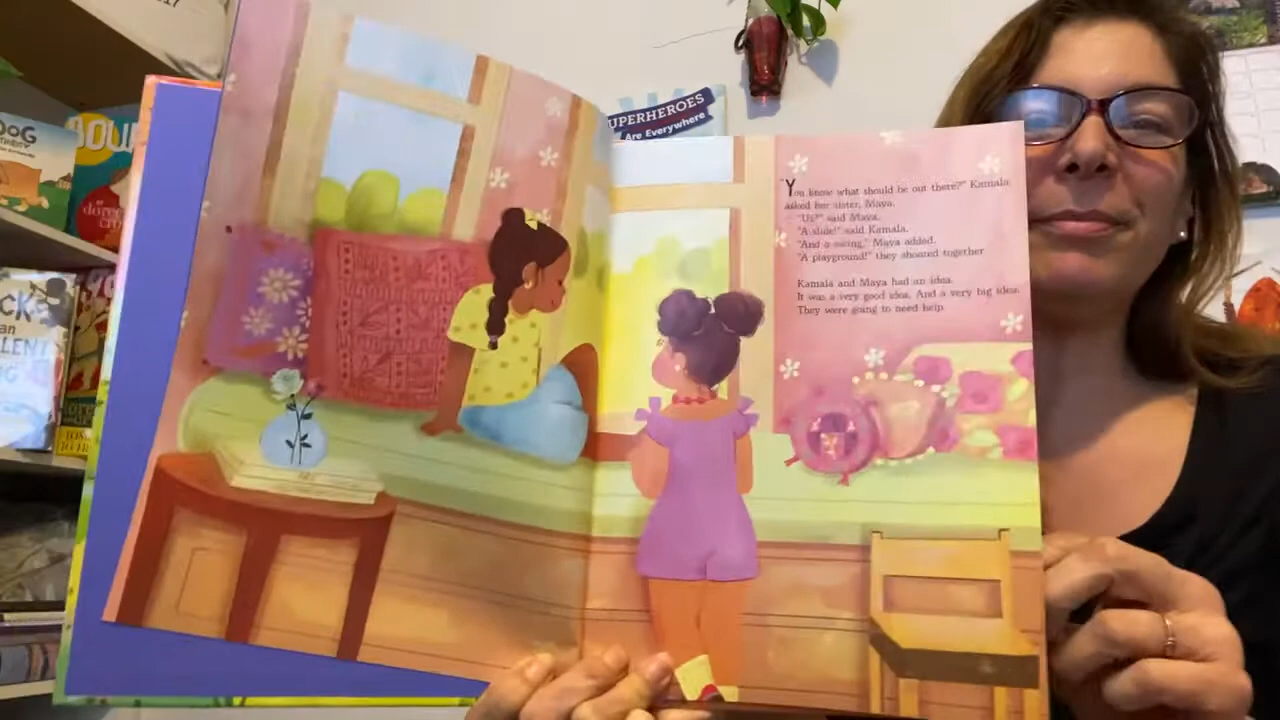 "You know what should be out there?" Kamala
asked her sister, Maya.
"Us?" said Maya.
"A slide!" said Kamala.
"And a swing," Maya added.
"A playground!" they shouted together
Kamala and Maya had an idea.
It was a very good idea. And a very big idea.
They were going to need help
UPERHEROES
Are Everywhere
DOG